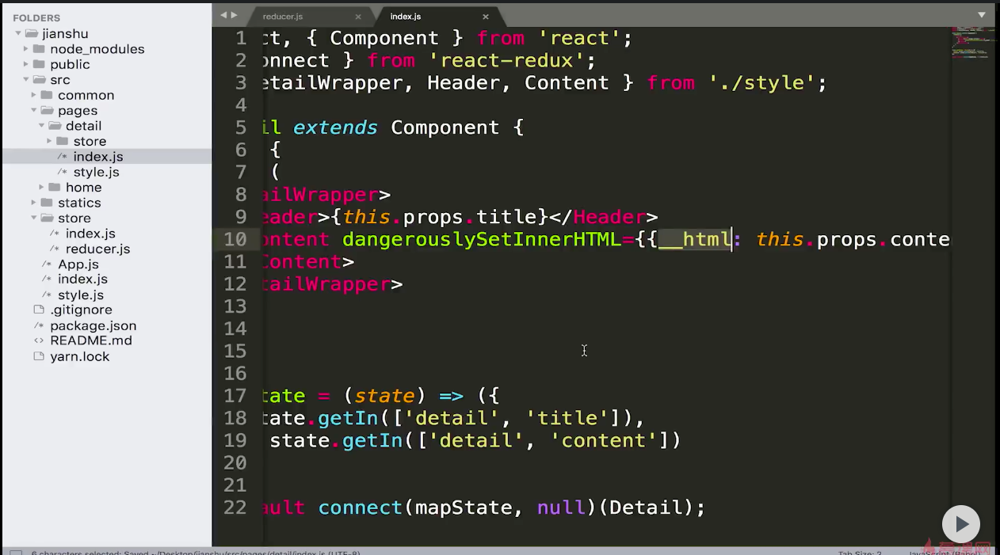 FOLDERS
jianshu
node_modules
public
src
common
pages
detail
store
index.js
style.js
home
statics
store
index.js
reducer.js
App.js
index.js
style.js
.gitignore
package.json
README.md
yarn.lock
reducer.js ×
index.js ×
1 ct, { Component } from 'react';
2 onnect } from 'react-redux';
3 etailWrapper, Header, Content } from './style';
4
5 il extends Component {
6 {
7 (
8 ailWrapper>
9 eader>{this.props.title}</Header>
10 ontent dangerouslySetInnerHTML={{__html: this.props.conte
11 Content>
12 tailWrapper>
13
14
15
16
17 tate = (state) => ({
18 tate.getIn(['detail', 'title']),
19 state.getIn(['detail', 'content'])
20
21
22 ault connect(mapState, null)(Detail);
6 characters selected: Saved ~/Desktop/jianshu/src/pages/detail/index.js (UTF-8)
Tab Size: 2
JavaScript (Babel)